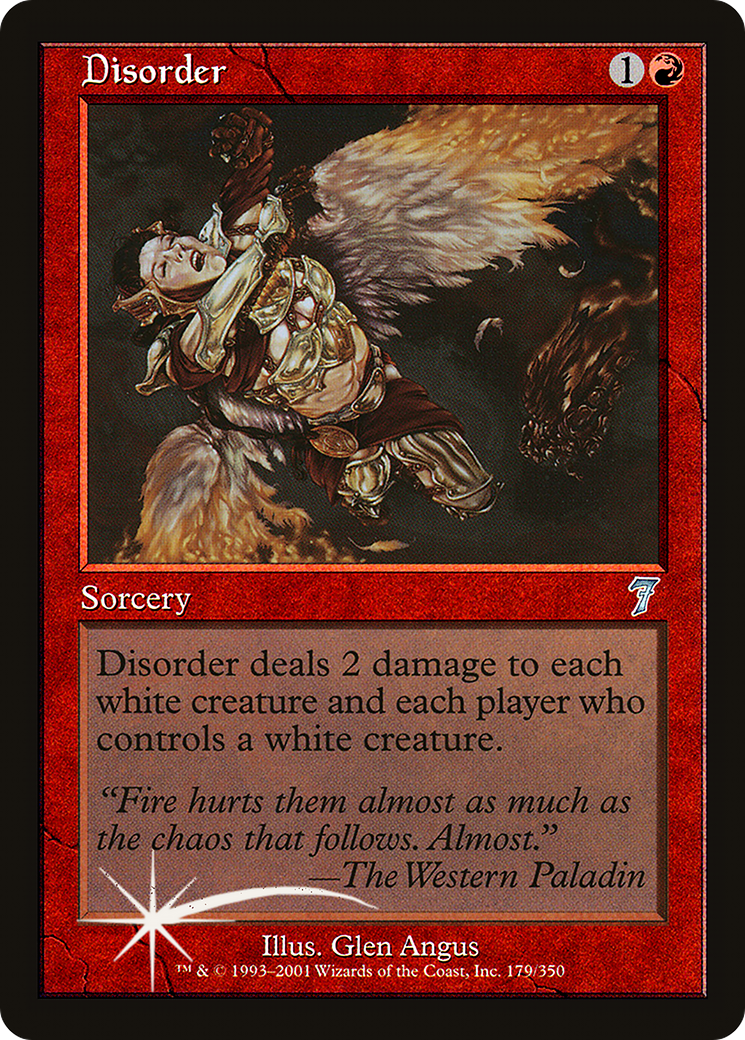 Disorder
1
Sorcery
7
Disorder deals 2 damage to each
white creature and each player who
controls a white creature.
“Fire hurts them almost as much as
the chaos that follows. Almost.”
—The Western Paladin
Illus. Glen Angus
™ & © 1993–2001 Wizards of the Coast, Inc. 179/350